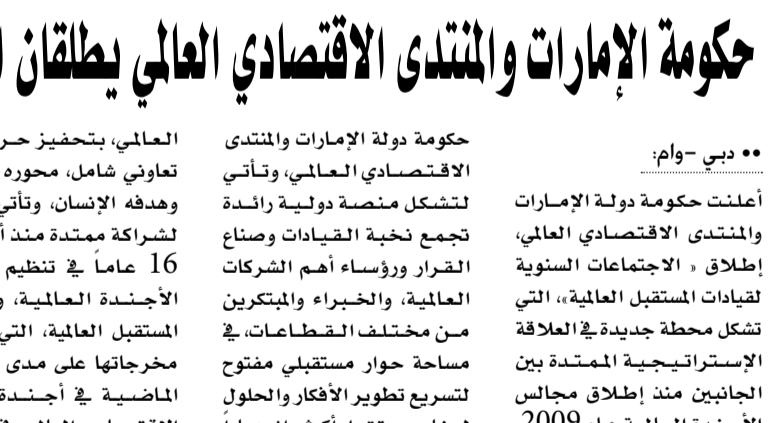 حكومة الإمارات والمنتدى الاقتصادي العالمي يطلقان
•• دبي -وام:
أعلنت حكومة دولة الإمارات
والمنتدى الاقتصادي العالمي،
إطلاق « الاجتماعات السنوية
لقيادات المستقبل العالمية»، التي
تشكل محطة جديدة في العلاقة
الإستراتيجية الممتدة بين
الجانبين منذ إطلاق مجالس
2009
حكومة دولة الإمارات والمنتدى
الاقتصادي العالمي، وتأتي
لتشكل منصة دولية رائدة
تجمع نخبة القيادات وصناع
القرار ورؤساء أهم الشركات
العالمية، والخبراء والمبتكرين
من مختلف القطاعات، في
مساحة حوار مستقبلي مفتوح
لتسريع تطوير الأفكار والحلول
العالمي، بتحفيز
تعاوني شامل، محوره
وهدفه الإنسان، وتأتي
لشراكة ممتدة منذ
16 عاماً في تنظيم
الأجندة العالمية،
المستقبل العالمية، التي
مخرجاتها على مدى
الماضية في أجندة